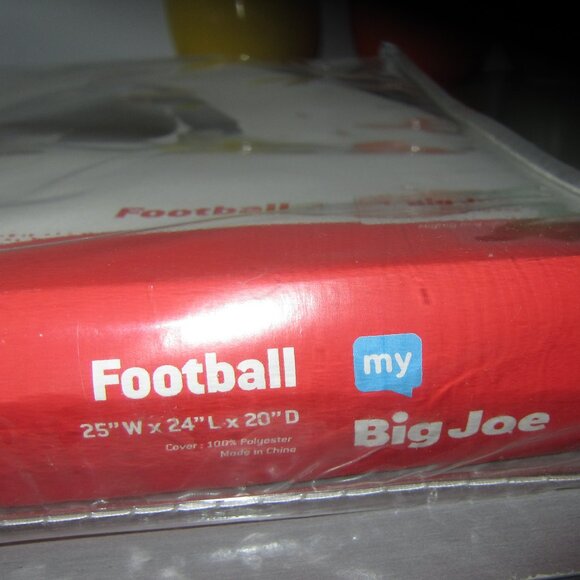 Football
Football
25" W x 24" L x 20" D
Cover : 100% Polyester
Made in China
my
Big Joe